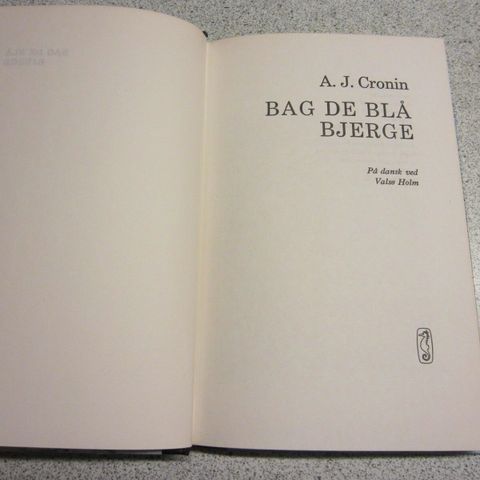 A. J. Cronin
BAG DE BLÅ
BJERGE
På dansk ved
Valsø Holm